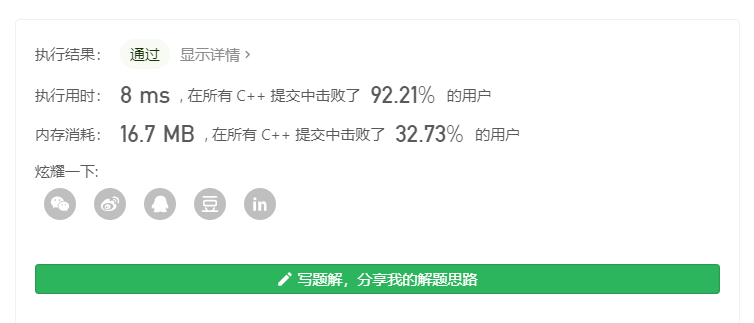 执行结果： 通过 显示详情 ›
执行用时： 8 ms , 在所有 C++ 提交中击败了 92.21% 的用户
内存消耗： 16.7 MB , 在所有 C++ 提交中击败了 32.73% 的用户
炫耀一下:
豆 in
写题解，分享我的解题思路